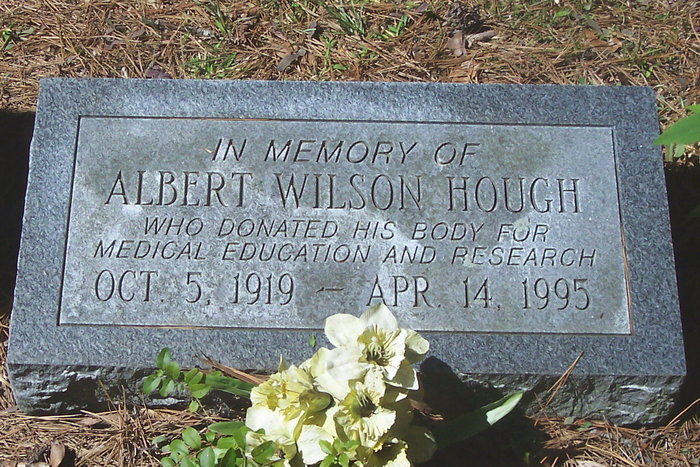 IN MEMORY OF
ALBERT WILSON HOUGH
WHO DONATED HIS BODY FOR
MEDICAL EDUCATION AND RESEARCH
OCT. 5, 1919 – APR. 14, 1995